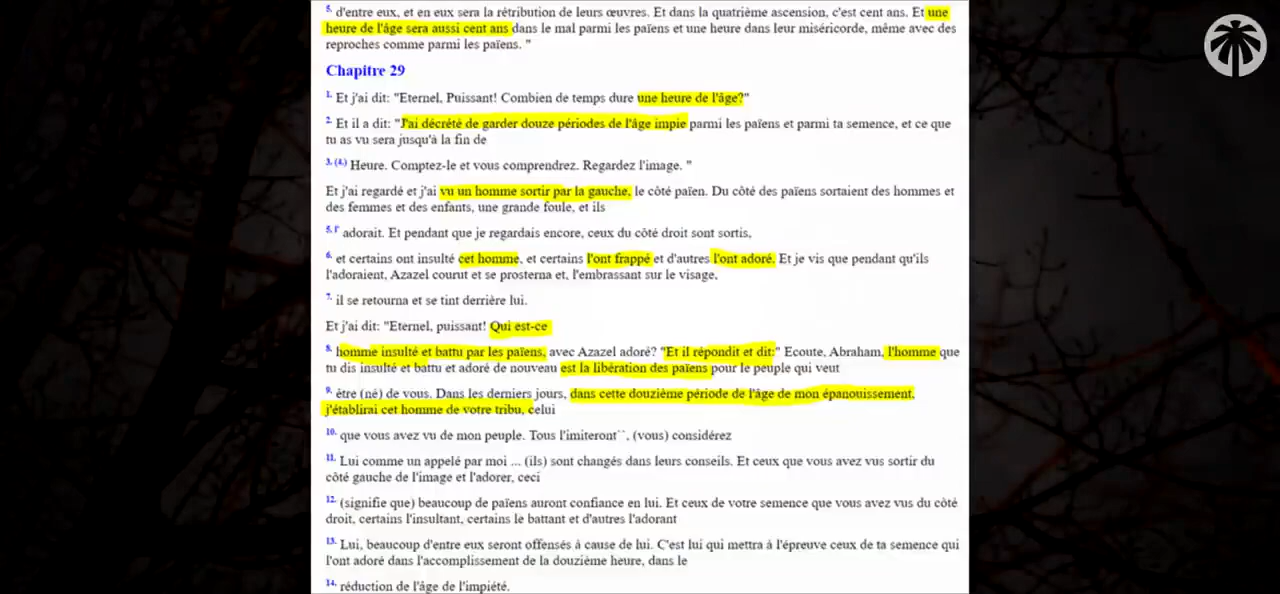 5. d'entre eux, et en eux sera la rétribution de leurs œuvres. Et dans la quatrième ascension, c'est cent ans. Et une
heure de l'âge sera aussi cent ans dans le mal parmi les païens et une heure dans leur miséricorde, même avec des
reproches comme parmi les païens. "
Chapitre 29
1. Et j'ai dit: "Eternel, Puissant! Combien de temps dure une heure de l'âge?"
2. Et il a dit: "J'ai décrété de garder douze périodes de l'âge impie parmi les païens et parmi ta semence, et ce que
tu as vu sera jusqu'à la fin de
3. (4.) Heure. Comptez-le et vous comprendrez. Regardez l'image. "
Et j'ai regardé et j'ai vu un homme sortir par la gauche, le côté païen. Du côté des païens sortaient des hommes et
des femmes et des enfants, une grande foule, et ils
5. l' adorait. Et pendant que je regardais encore, ceux du côté droit sont sortis,
6. et certains ont insulté cet homme, et certains l'ont frappé et d'autres l'ont adoré. Et je vis que pendant qu'ils
l'adoraient, Azazel courut et se prosterna et, l'embrassant sur le visage,
7. il se retourna et se tint derrière lui.
Et j'ai dit: "Eternel, puissant! Qui est-ce
8. homme insulté et battu par les païens, avec Azazel adoré? "Et il répondit et dit:" Ecoute, Abraham, l'homme que
tu dis insulté et battu et adoré de nouveau est la libération des païens pour le peuple qui veut
9. être (né) de vous. Dans les derniers jours, dans cette douzième période de l'âge de mon épanouissement,
j'établirai cet homme de votre tribu, celui
10. que vous avez vu de mon peuple. Tous l'imiteront``, (vous) considérez
11. Lui comme un appelé par moi ... (ils) sont changés dans leurs conseils. Et ceux que vous avez vus sortir du
côté gauche de l'image et l'adorer, ceci
12. (signifie que) beaucoup de païens auront confiance en lui. Et ceux de votre semence que vous avez vus du côté
droit, certains l'insultant, certains le battant et d'autres l'adorant
13. Lui, beaucoup d'entre eux seront offensés à cause de lui. C'est lui qui mettra à l'épreuve ceux de ta semence qui
l'ont adoré dans l'accomplissement de la douzième heure, dans le
14. réduction de l'âge de l'impiété.